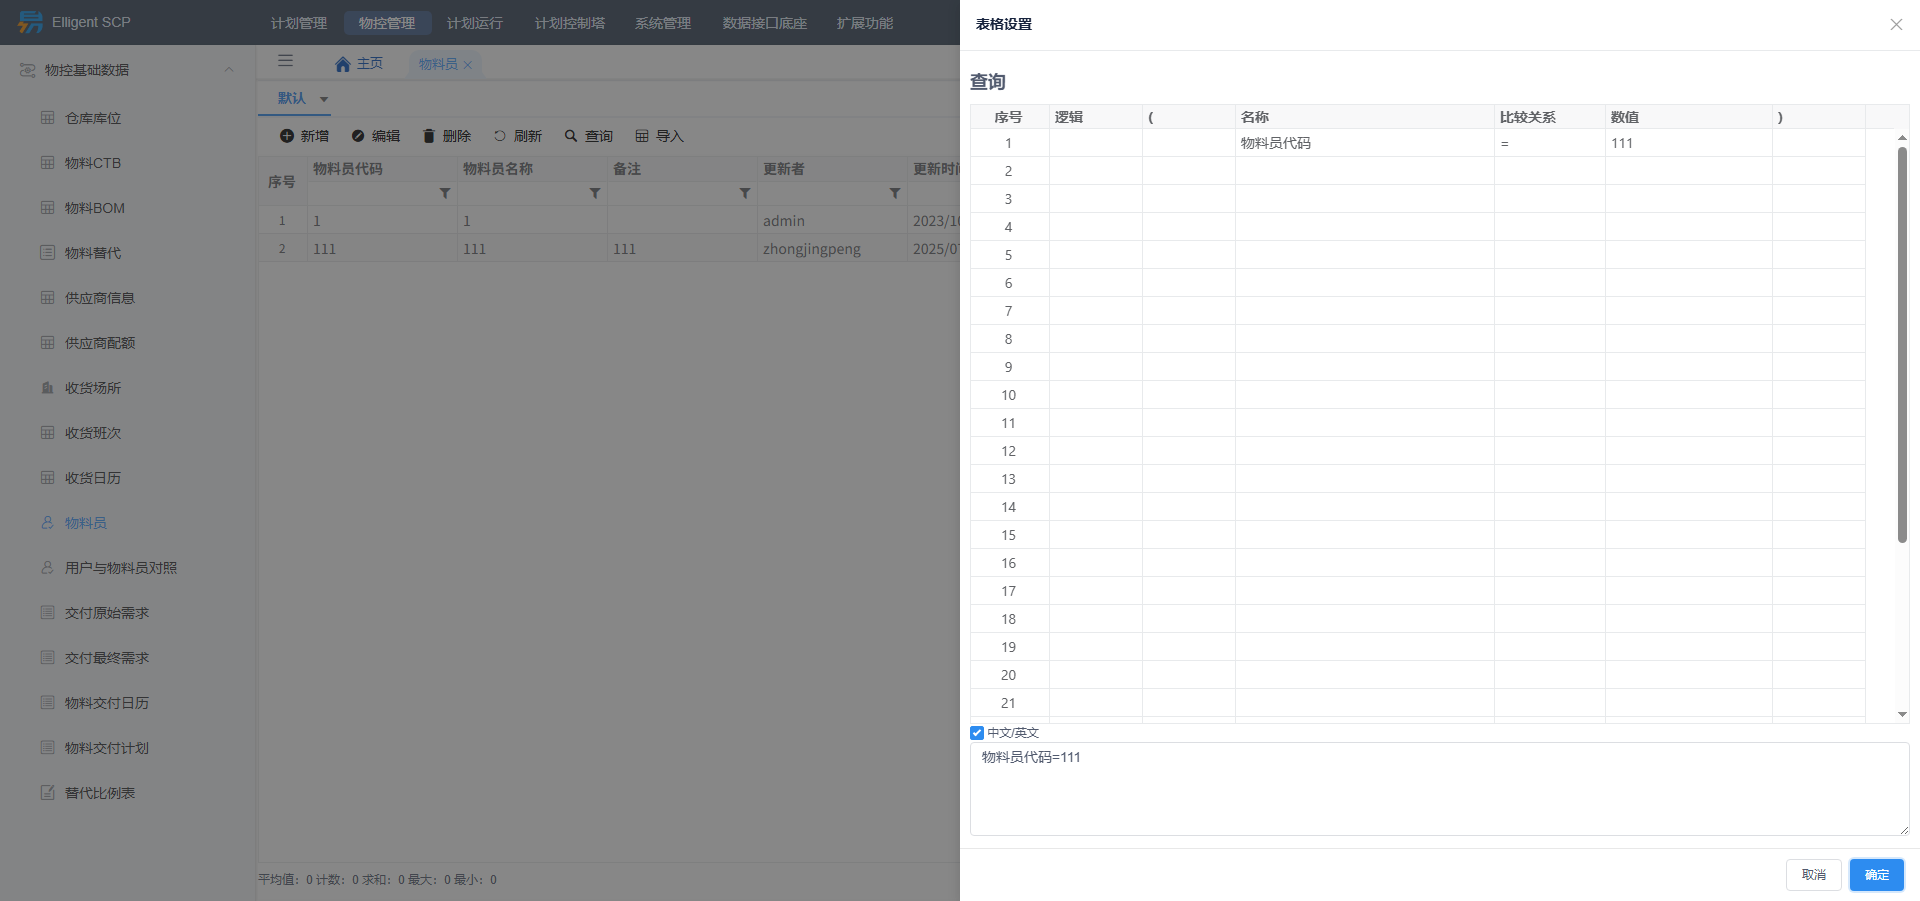 Elligent SCP
计划管理
物控管理
计划运行
计划控制塔
系统管理
数据接口底座
扩展功能
物控基础数据
仓库库位
物料CTB
物料BOM
物料替代
供应商信息
供应商配额
收货场所
收货班次
收货日历
物料员
用户与物料员对照
交付原始需求
交付最终需求
物料交付日历
物料交付计划
替代比例表
主页
物料员
默认
新增
编辑
删除
刷新
查询
导入
序号 物料员代码 物料员名称 备注 更新者 更新时间
1 1 1 admin 2023/10
2 111 111 111 zhongjingpeng 2025/07
平均值: 0 计数: 0 求和: 0 最大: 0 最小: 0
表格设置
查询
序号 逻辑 ( 名称 比较关系 数值 )
1 物料员代码 = 111
2
3
4
5
6
7
8
9
10
11
12
13
14
15
16
17
18
19
20
21
中文/英文
物料员代码=111
取消
确定